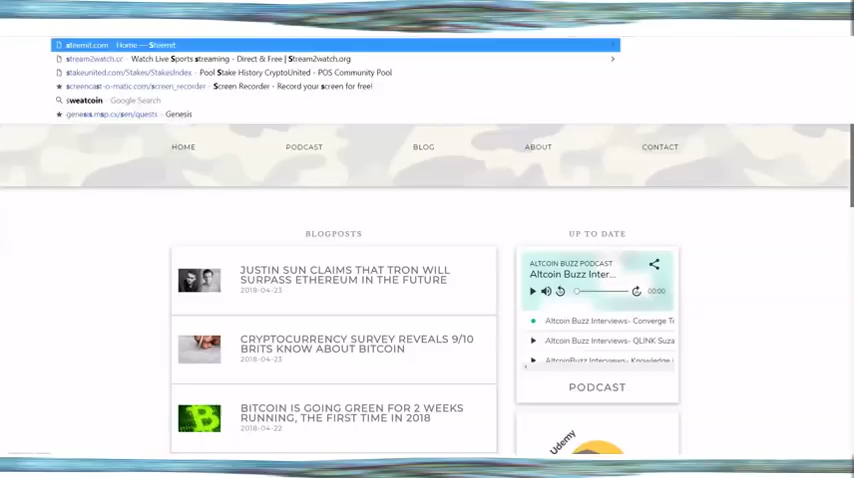 steemit.com Home — Steemit
stream2watch.cc - Watch Live Sports streaming - Direct & Free | Stream2watch.org
stakeunited.com/Stakes/StakesIndex - Pool Stake History CryptoUnited - POS Community Pool
screencast-o-matic.com/screen_recorder - Screen Recorder - Record your screen for free!
sweatcoin - Google Search
genesis.msp.cx/sen/quests - Genesis
HOME PODCAST BLOG ABOUT CONTACT
BLOGPOSTS
JUSTIN SUN CLAIMS THAT TRON WILL
SURPASS ETHEREUM IN THE FUTURE
2018-04-23
CRYPTOCURRENCY SURVEY REVEALS 9/10
BRITS KNOW ABOUT BITCOIN
2018-04-23
BITCOIN IS GOING GREEN FOR 2 WEEKS
RUNNING, THE FIRST TIME IN 2018
2018-04-22
UP TO DATE
ALTCOIN BUZZ PODCAST
Altcoin Buzz Inter...
00:00
Altcoin Buzz Interviews- Converge Te
Altcoin Buzz Interviews- QLINK Suza
AltcoinBuzz Interviews- Knowledge i
PODCAST
Udemy